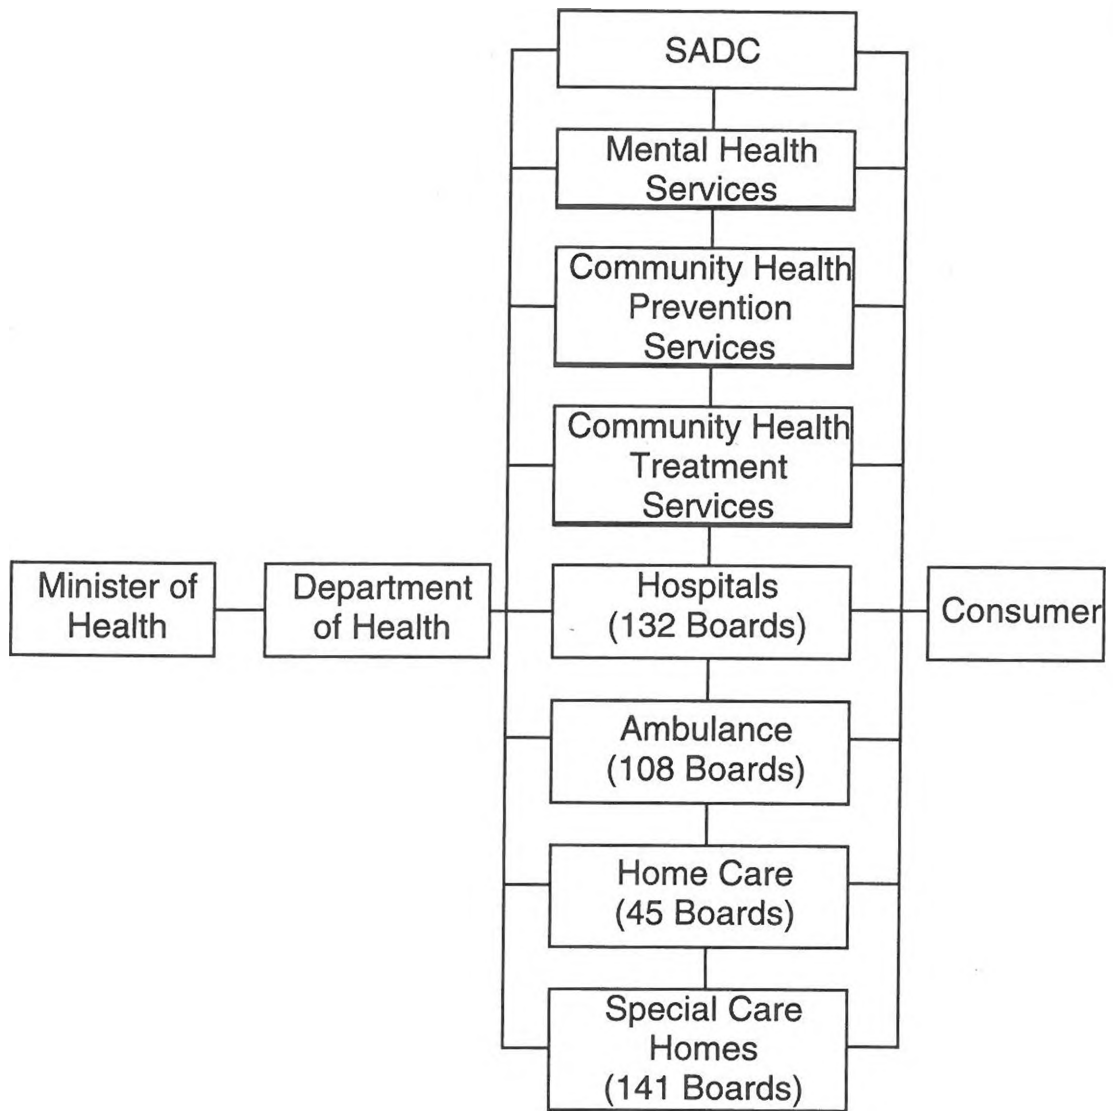 SADC
Mental Health
Services
Community Health
Prevention
Services
Community Health
Treatment
Services
Minister of
Health
Department
of Health
Hospitals
(132 Boards)
Consumer
Ambulance
(108 Boards)
Home Care
(45 Boards)
Special Care
Homes
(141 Boards)